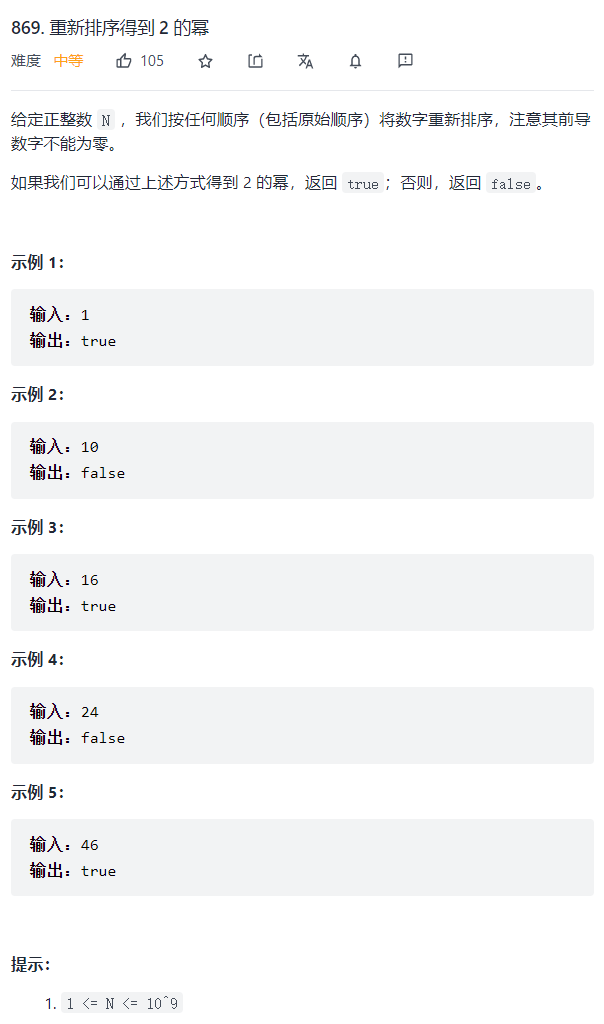 869. 重新排序得到 2 的幂
难度 中等 105
给定正整数 N ，我们按任何顺序（包括原始顺序）将数字重新排序，注意其前导
数字不能为零。
如果我们可以通过上述方式得到 2 的幂，返回 true；否则，返回 false。
示例 1：
输入：1
输出：true
示例 2：
输入：10
输出：false
示例 3：
输入：16
输出：true
示例 4：
输入：24
输出：false
示例 5：
输入：46
输出：true
提示：
1. 1 <= N <= 10^9